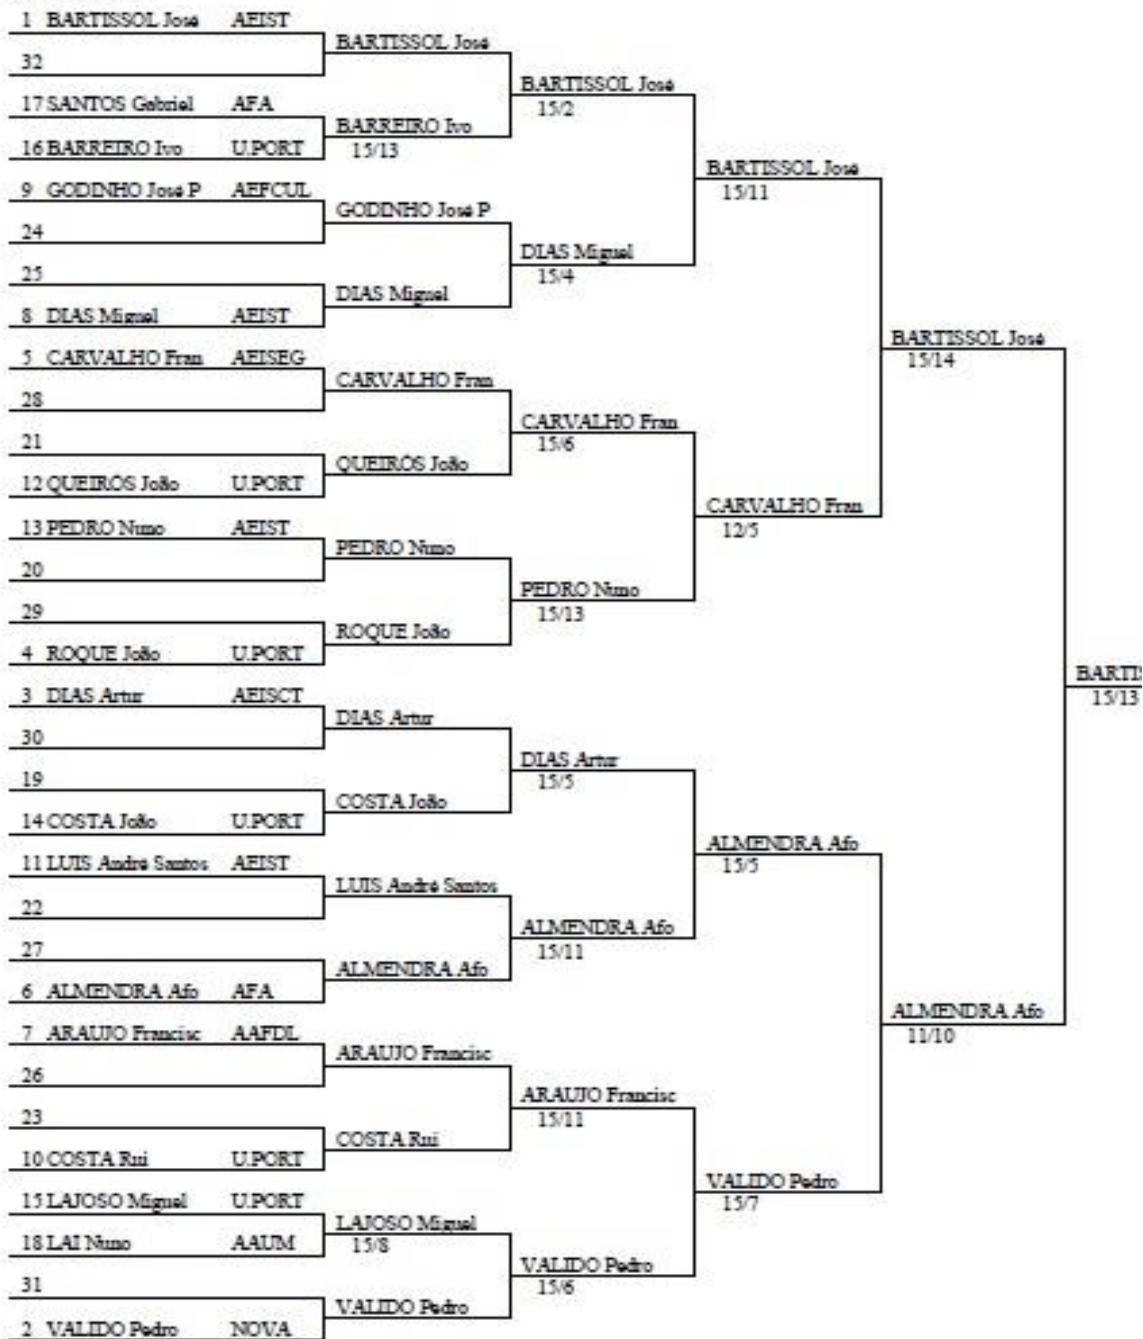 1 BARTISSOL José AEIST
32
17 SANTOS Gabriel AFA
16 BARREIRO Ivo U.PORT
9 GODINHO José P AEFCUL
24
25
8 DIAS Miguel AEIST
5 CARVALHO Fran AEISEG
28
21
12 QUEIRÓS João U.PORT
13 PEDRO Nuno AEIST
20
29
4 ROQUE João U.PORT
3 DIAS Artur AEISCT
30
19
14 COSTA João U.PORT
11 LUIS André Santos AEIST
22
27
6 ALMENDRA Afo AFA
7 ARAUJO Francisc AAFDL
26
23
10 COSTA Rui U.PORT
15 LAJOSO Miguel U.PORT
18 LAI Nuno AAUM
31
2 VALIDO Pedro NOVA
BARTISSOL José
BARREIRO Ivo
15/13
GODINHO José P
DIAS Miguel
CARVALHO Fran
QUEIRÓS João
PEDRO Nuno
ROQUE João
DIAS Artur
COSTA João
LUIS André Santos
ALMENDRA Afo
ARAUJO Francisc
COSTA Rui
LAJOSO Miguel
15/8
VALIDO Pedro
BARTISSOL José
15/2
DIAS Miguel
15/4
CARVALHO Fran
15/6
PEDRO Nuno
15/13
DIAS Artur
15/5
ALMENDRA Afo
15/11
ARAUJO Francisc
15/11
VALIDO Pedro
15/6
BARTISSOL José
15/11
CARVALHO Fran
12/5
ALMENDRA Afo
15/5
VALIDO Pedro
15/7
BARTISSOL José
15/14
ALMENDRA Afo
11/10
BARTIS
15/13